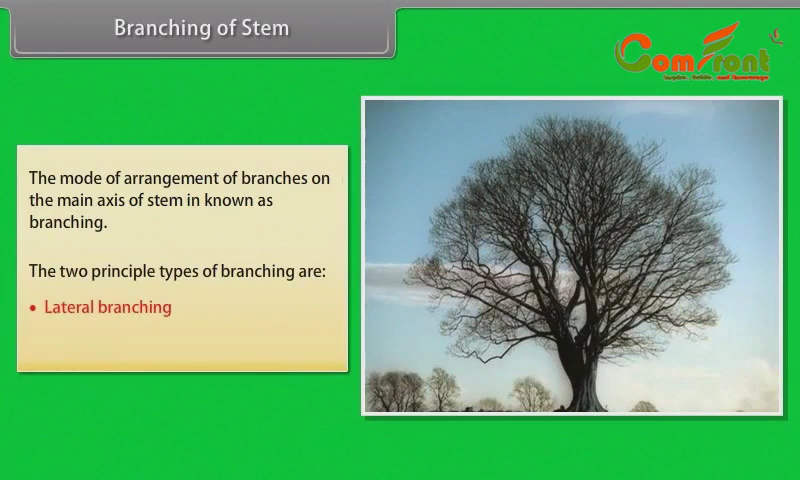 Branching of Stem
ComFront
The mode of arrangement of branches on
the main axis of stem in known as
branching.
The two principle types of branching are:
• Lateral branching